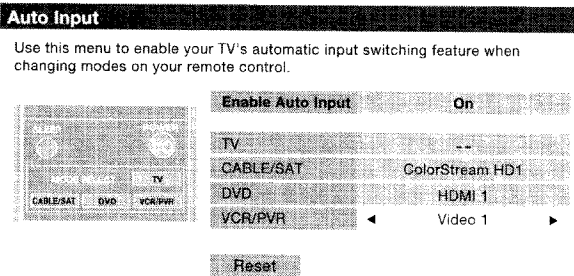 Auto Input
Use this menu to enable your TV's automatic input switching feature when
changing modes on your remote control.
Enable Auto Input On
TV --
CABLE/SAT ColorStream HD1
DVD HDMI 1
VCR/PVR ◄ Video 1 ►
Reset
TV
CABLE/SAT DVD VCR/PVR